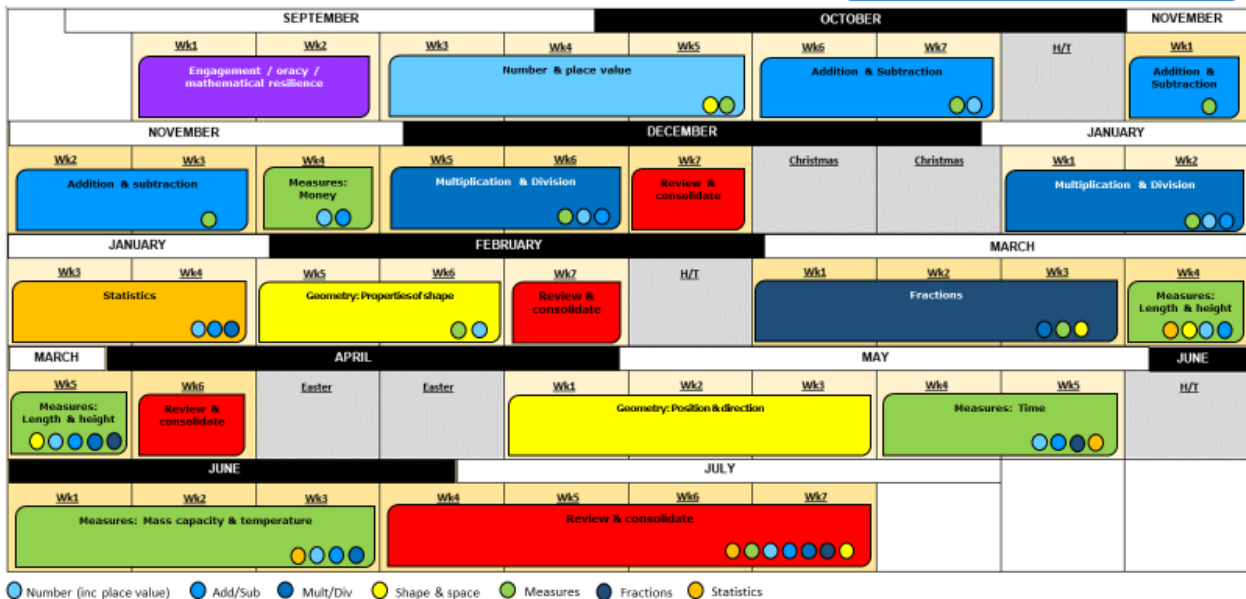 SEPTEMBER OCTOBER NOVEMBER
Wk1 Wk2 Wk3 Wk4 Wk5 Wk6 Wk7 H/T Wk1
Engagement / oracy / mathematical resilience
Number & place value
Addition & Subtraction
Addition & Subtraction
NOVEMBER DECEMBER JANUARY
Wk2 Wk3 Wk4 Wk5 Wk6 Wk7 Christmas Christmas Wk1 Wk2
Addition & subtraction
Measures: Money
Multiplication & Division
Review & consolidate
Multiplication & Division
JANUARY FEBRUARY MARCH
Wk3 Wk4 Wk5 Wk6 Wk7 H/T Wk1 Wk2 Wk3 Wk4
Statistics
Geometry: Properties of shape
Review & consolidate
Fractions
Measures: Length & height
MARCH APRIL MAY JUNE
Wk5 Wk6 Easter Easter Wk1 Wk2 Wk3 Wk4 Wk5 H/T
Measures: Length & height
Review & consolidate
Geometry: Position & direction
Measures: Time
JUNE JULY
Wk1 Wk2 Wk3 Wk4 Wk5 Wk6 Wk7
Measures: Mass capacity & temperature
Review & consolidate
Number (inc place value) Add/Sub Mult/Div Shape & space Measures Fractions Statistics